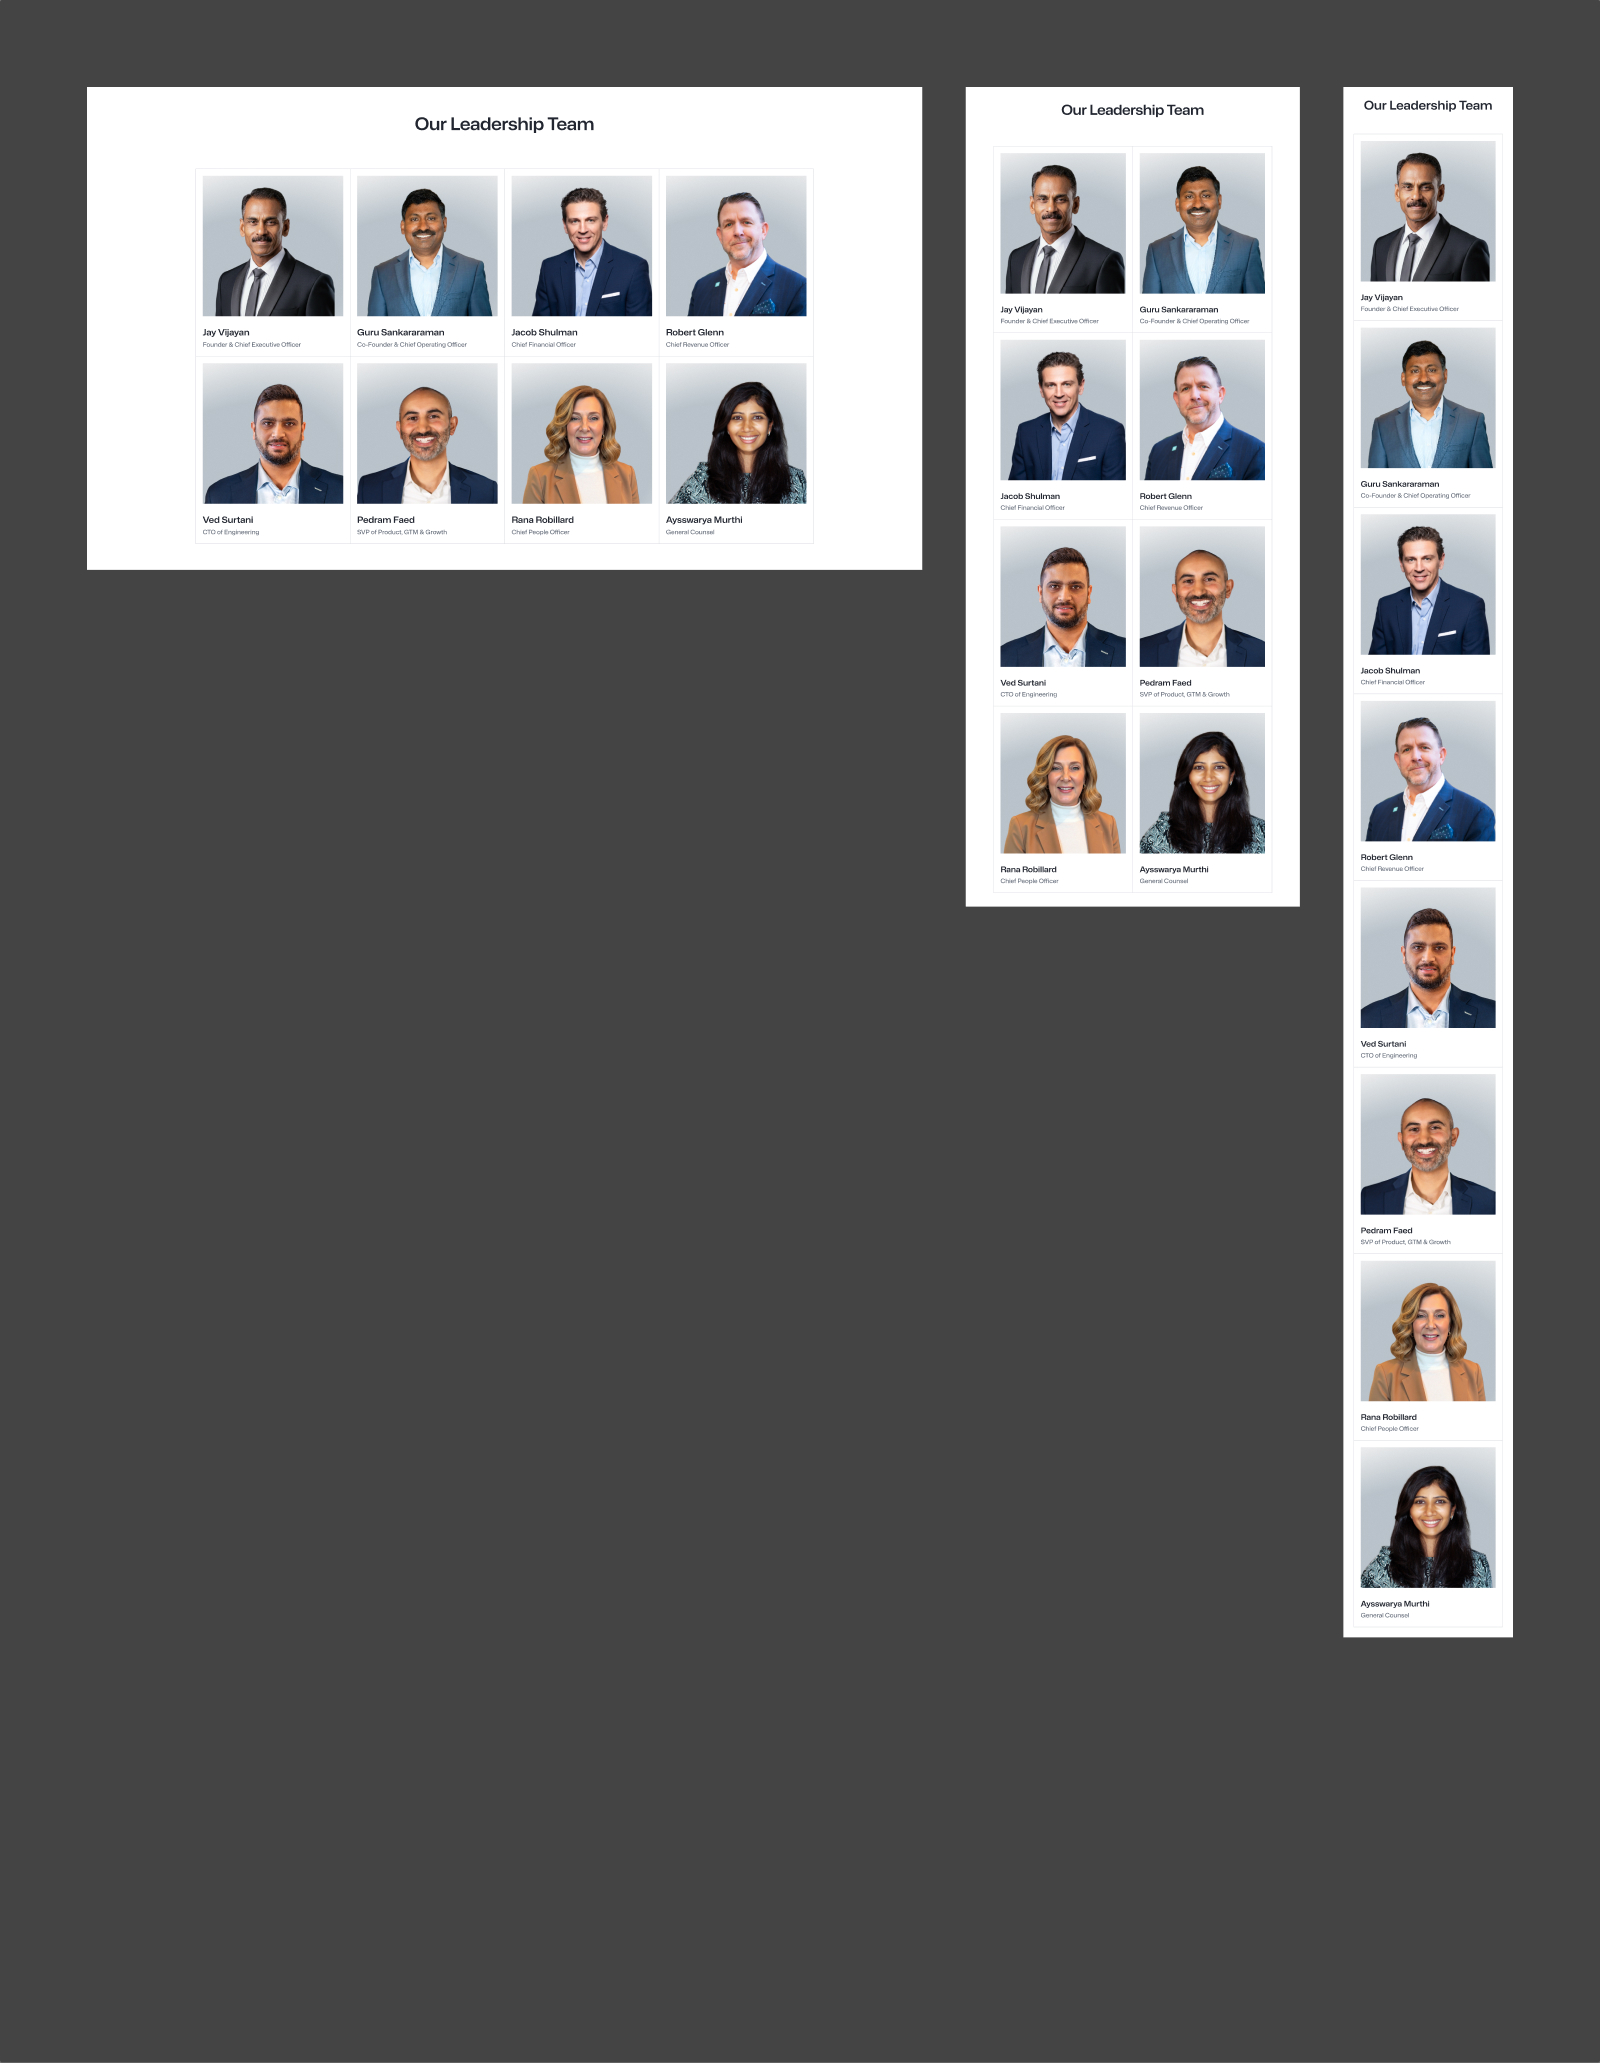 Our Leadership Team
Jay Vijayan
Founder & Chief Executive Officer
Guru Sankararaman
Co-Founder & Chief Operating Officer
Jacob Shulman
Chief Financial Officer
Robert Glenn
Chief Revenue Officer
Ved Surtani
CTO of Engineering
Pedram Faed
SVP of Product, GTM & Growth
Rana Robillard
Chief People Officer
Aysswarya Murthi
General Counsel
Our Leadership Team
Jay Vijayan
Founder & Chief Executive Officer
Guru Sankararaman
Co-Founder & Chief Operating Officer
Jacob Shulman
Chief Financial Officer
Robert Glenn
Chief Revenue Officer
Ved Surtani
CTO of Engineering
Pedram Faed
SVP of Product, GTM & Growth
Rana Robillard
Chief People Officer
Aysswarya Murthi
General Counsel
Our Leadership Team
Jay Vijayan
Founder & Chief Executive Officer
Guru Sankararaman
Co-Founder & Chief Operating Officer
Jacob Shulman
Chief Financial Officer
Robert Glenn
Chief Revenue Officer
Ved Surtani
CTO of Engineering
Pedram Faed
SVP of Product, GTM & Growth
Rana Robillard
Chief People Officer
Aysswarya Murthi
General Counsel